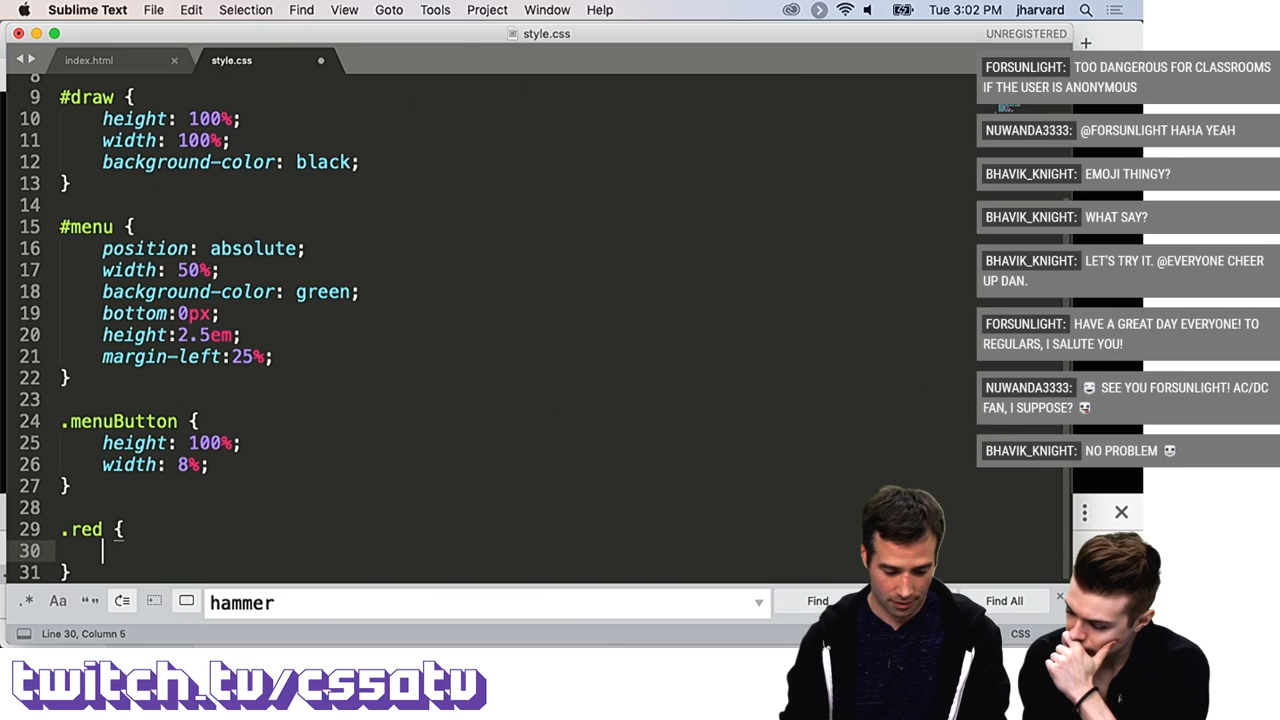 Sublime Text File Edit Selection Find View Goto Tools Project Window Help Tue 3:02 PM jharvard
style.css UNREGISTERED
index.html style.css
8
9 #draw {
10 height: 100%;
11 width: 100%;
12 background-color: black;
13 }
14
15 #menu {
16 position: absolute;
17 width: 50%;
18 background-color: green;
19 bottom:0px;
20 height:2.5em;
21 margin-left:25%;
22 }
23
24 .menuButton {
25 height: 100%;
26 width: 8%;
27 }
28
29 .red {
30
31 }
.* Aa “” hammer Find Find All
Line 30, Column 5 CSS
FORSUNLIGHT: TOO DANGEROUS FOR CLASSROOMS
IF THE USER IS ANONYMOUS
NUWANDA3333: @FORSUNLIGHT HAHA YEAH
BHAVIK_KNIGHT: EMOJI THINGY?
BHAVIK_KNIGHT: WHAT SAY?
BHAVIK_KNIGHT: LET'S TRY IT. @EVERYONE CHEER
UP DAN.
FORSUNLIGHT: HAVE A GREAT DAY EVERYONE! TO
REGULARS, I SALUTE YOU!
NUWANDA3333: SEE YOU FORSUNLIGHT! AC/DC
FAN, I SUPPOSE?
BHAVIK_KNIGHT: NO PROBLEM
twitch.tv/cs50tv